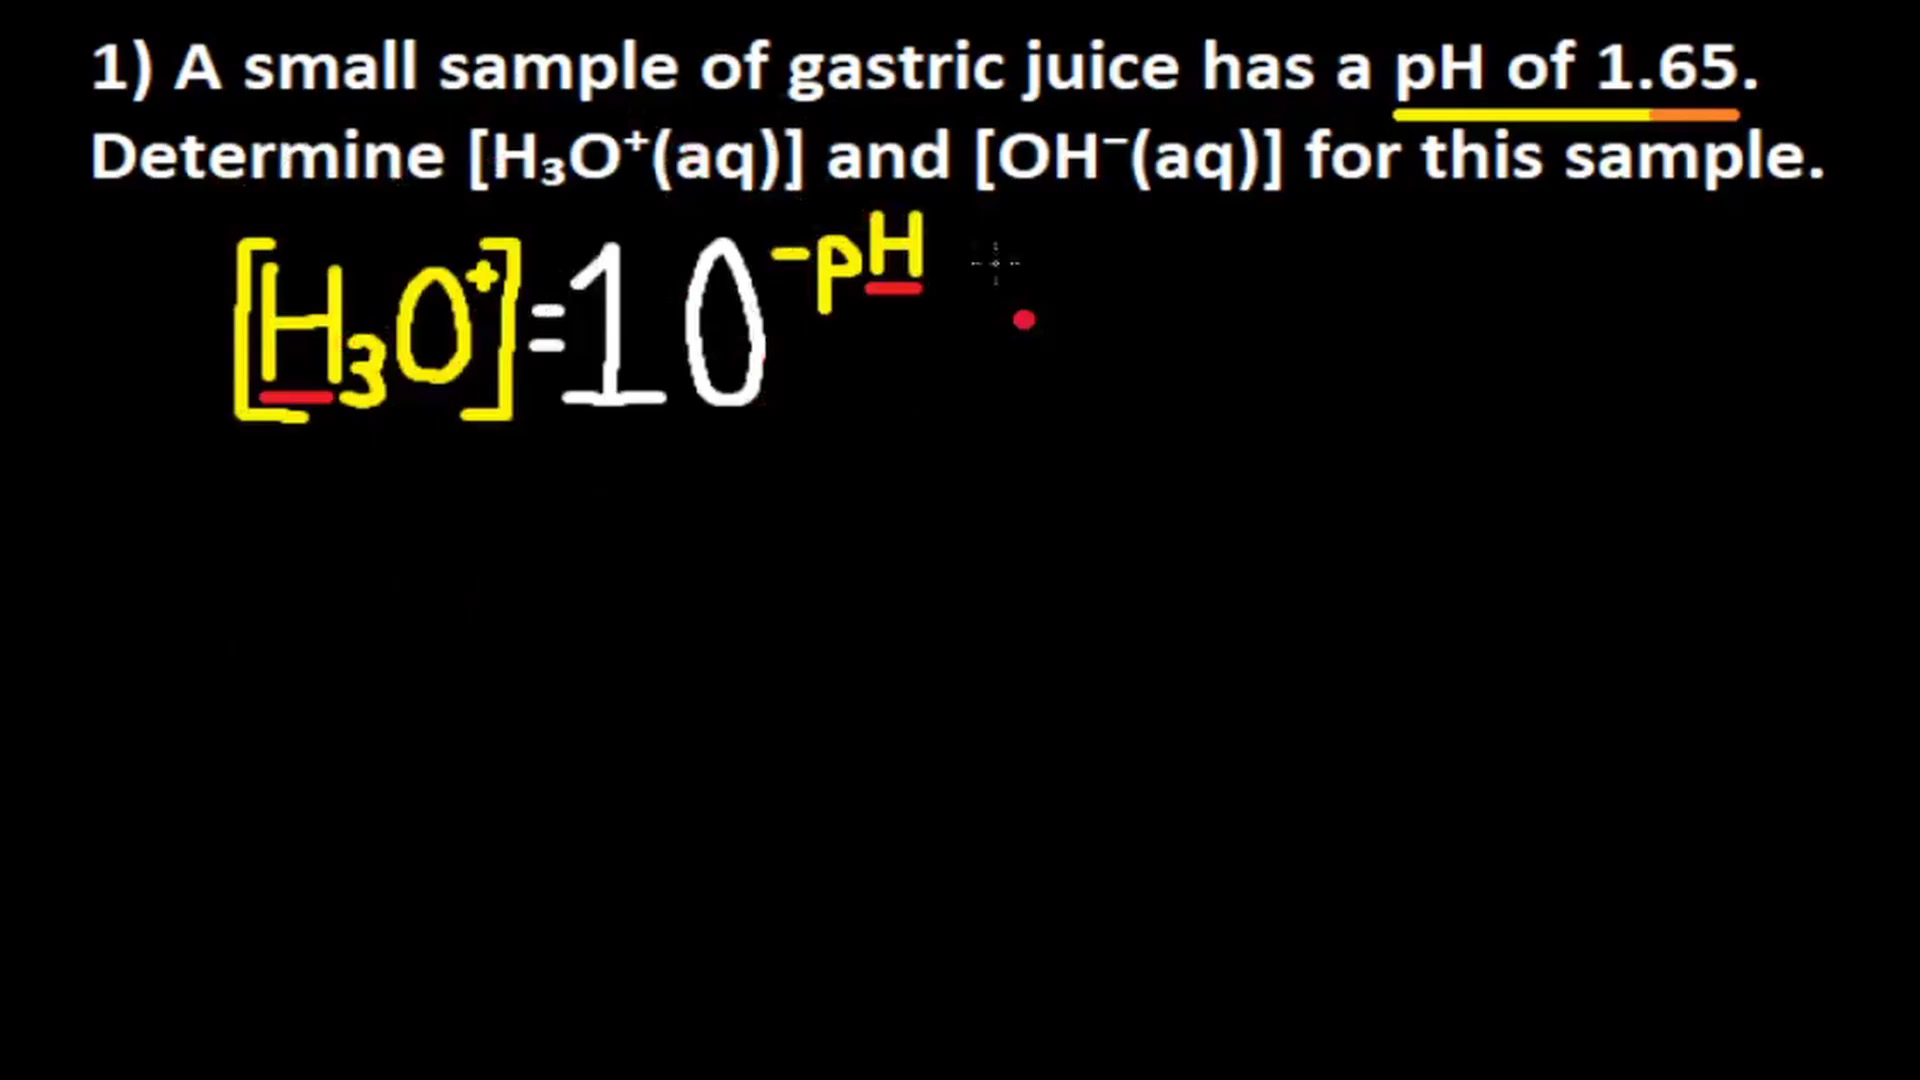 1) A small sample of gastric juice has a pH of 1.65.
Determine [H₃O⁺(aq)] and [OH⁻(aq)] for this sample.
[H₃O⁺]=10⁻ᵖᴴ